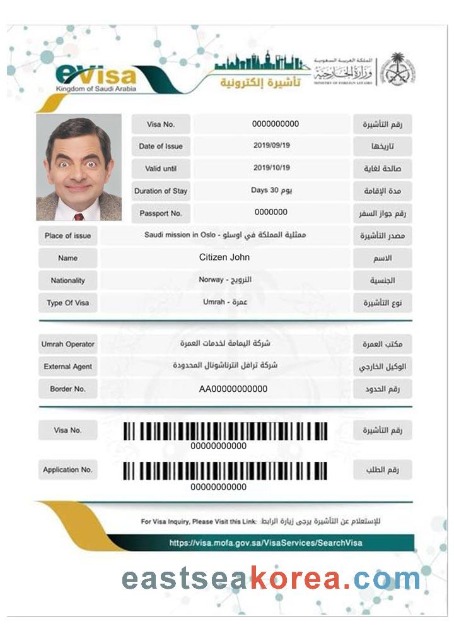 eVisa
Kingdom of Saudi Arabia
تأشيرة إلكترونية
المملكة العربية السعودية
وزارة الخارجية
MINISTRY OF FOREIGN AFFAIRS
Visa No. 0000000000 رقم التأشيرة
Date of Issue 2019/09/19 تاريخها
Valid until 2019/10/19 صالحة لغاية
Duration of Stay Days 30 يوم مدة الإقامة
Passport No. 0000000 رقم جواز السفر
Place of issue Saudi mission in Oslo - ممثلية المملكة في اوسلو مصدر التأشيرة
Name Citizen John الاسم
Nationality Norway - النرويج الجنسية
Type Of Visa Umrah - عمرة نوع التأشيرة
Umrah Operator شركة اليمامة لخدمات العمرة مكتب العمرة
External Agent شركة ترافل انترناشونال المحدودة الوكيل الخارجي
Border No. AA00000000000 رقم الحدود
Visa No. رقم التأشيرة
00000000000
Application No. رقم الطلب
00000000000
For Visa Inquiry, Please Visit this Link: للإستعلام عن التأشيرة يرجى زيارة الرابط:
https://visa.mofa.gov.sa/VisaServices/SearchVisa
eastseakorea.com